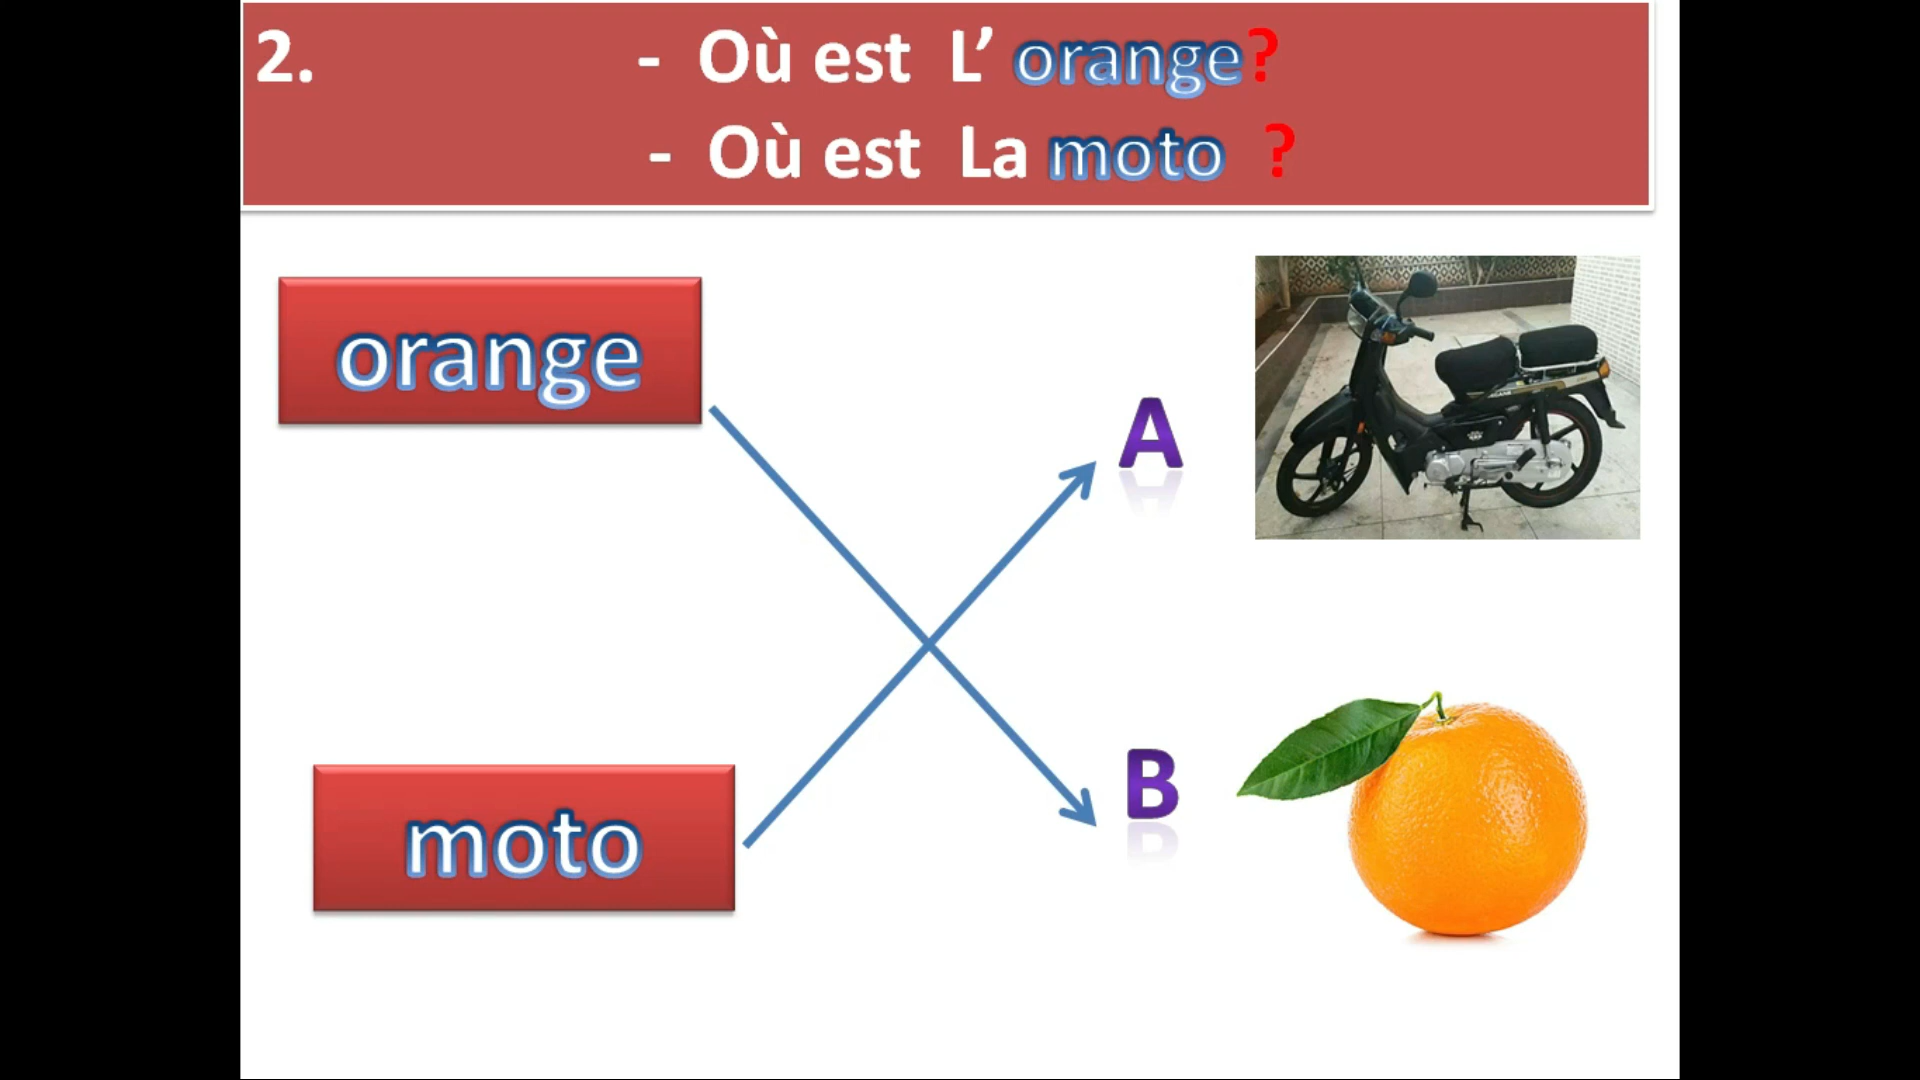 2. - Où est L’ orange?
- Où est La moto ?
orange
A
moto
B